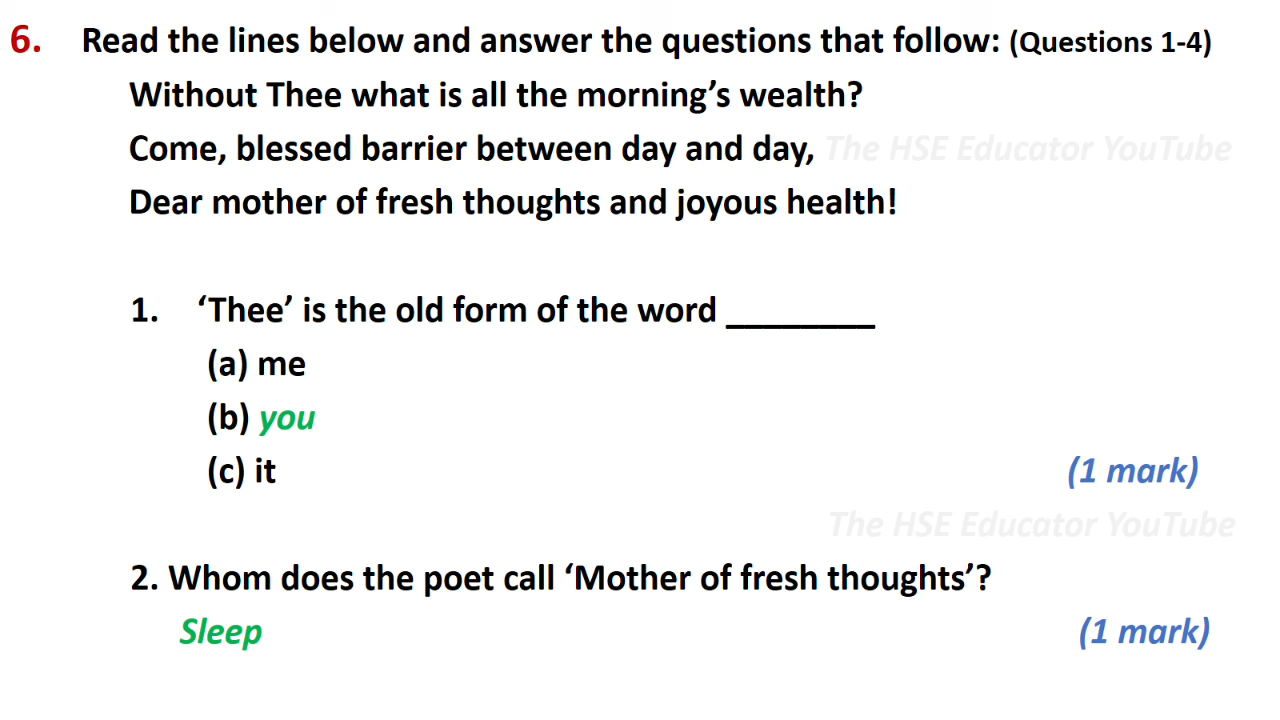 6. Read the lines below and answer the questions that follow: (Questions 1-4)
Without Thee what is all the morning’s wealth?
Come, blessed barrier between day and day, The HSE Educator YouTube
Dear mother of fresh thoughts and joyous health!
1. ‘Thee’ is the old form of the word ________
(a) me
(b) you
(c) it (1 mark)
The HSE Educator YouTube
2. Whom does the poet call ‘Mother of fresh thoughts’?
Sleep (1 mark)